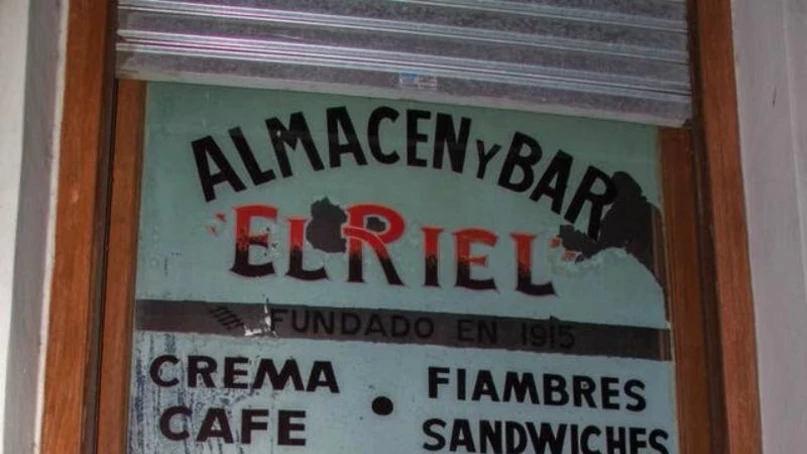 ALMACEN Y BAR
"EL RIEL"
FUNDADO EN 1915
CREMA • FIAMBRES
CAFE SANDWICHES